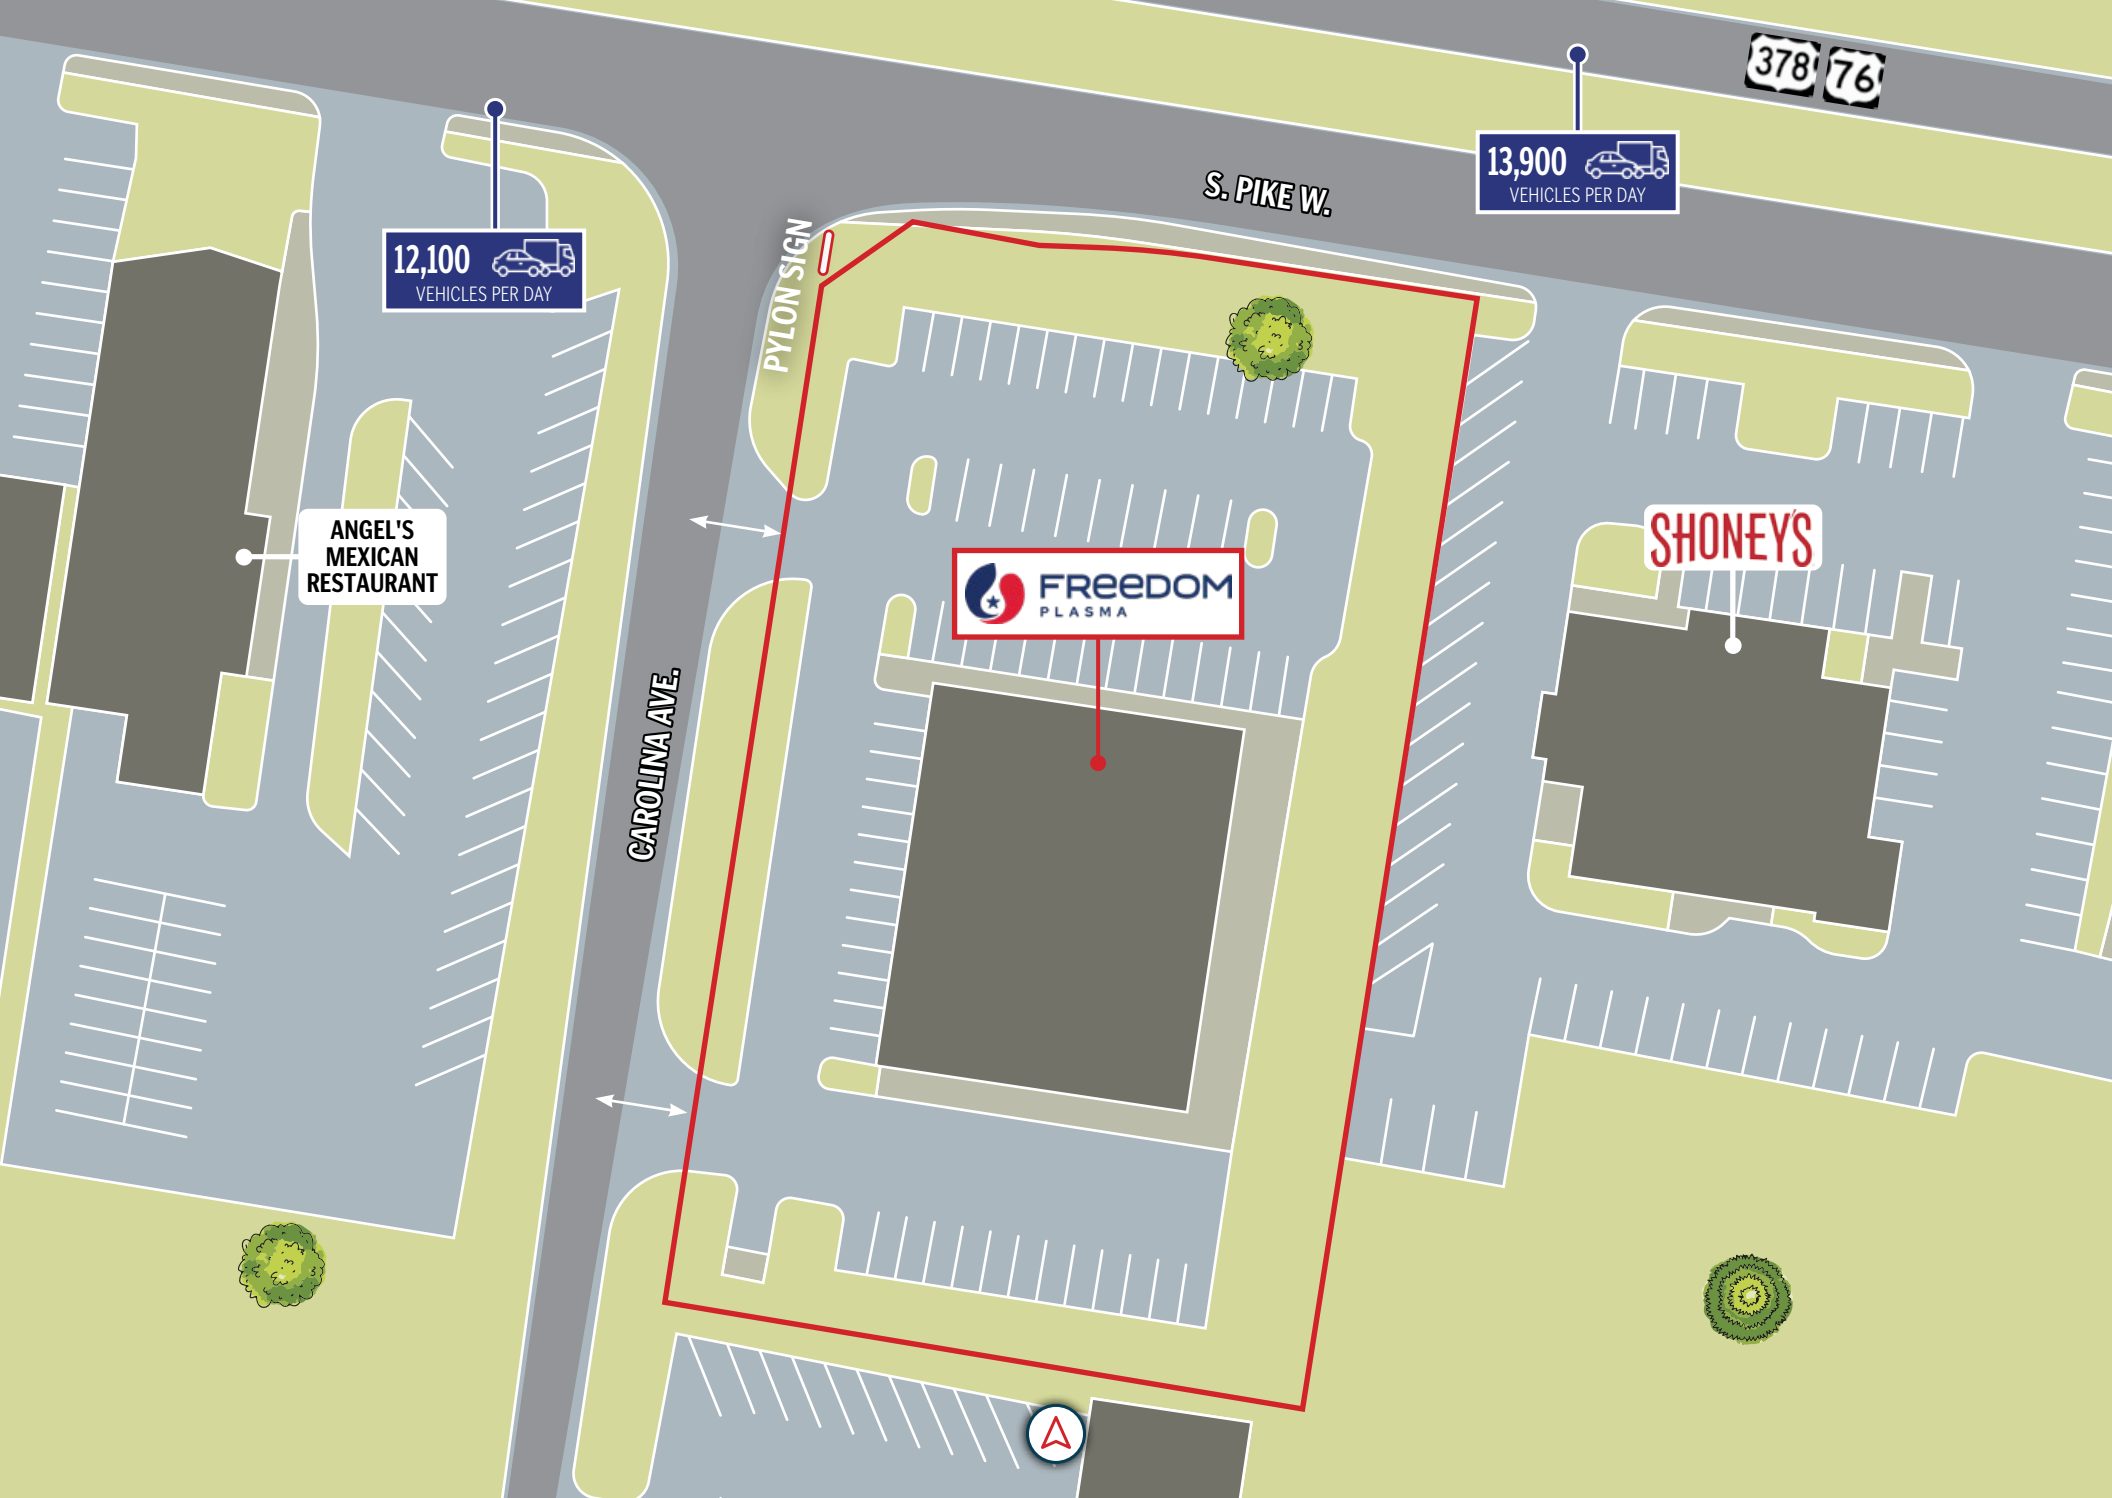 378 76
13,900
VEHICLES PER DAY
S. PIKE W.
12,100
VEHICLES PER DAY
PYLON SIGN
ANGEL'S
MEXICAN
RESTAURANT
FREEDOM
PLASMA
SHONEY'S
CAROLINA AVE.